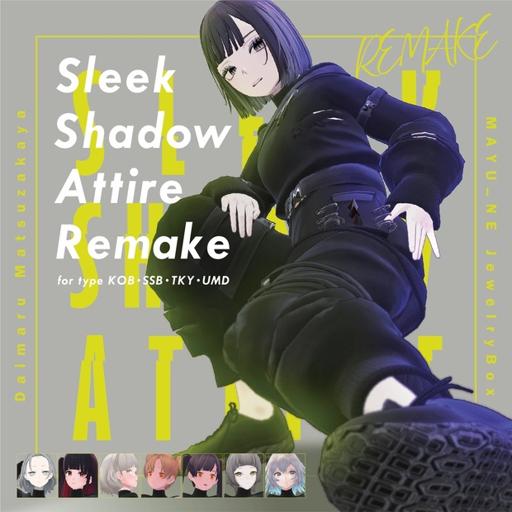 REMAKE
Sleek
Shadow
Attire
Remake
for type KOB・SSB・TKY・UMD
Daimaru Matsuzakaya
MAYU_NE JewelryBox